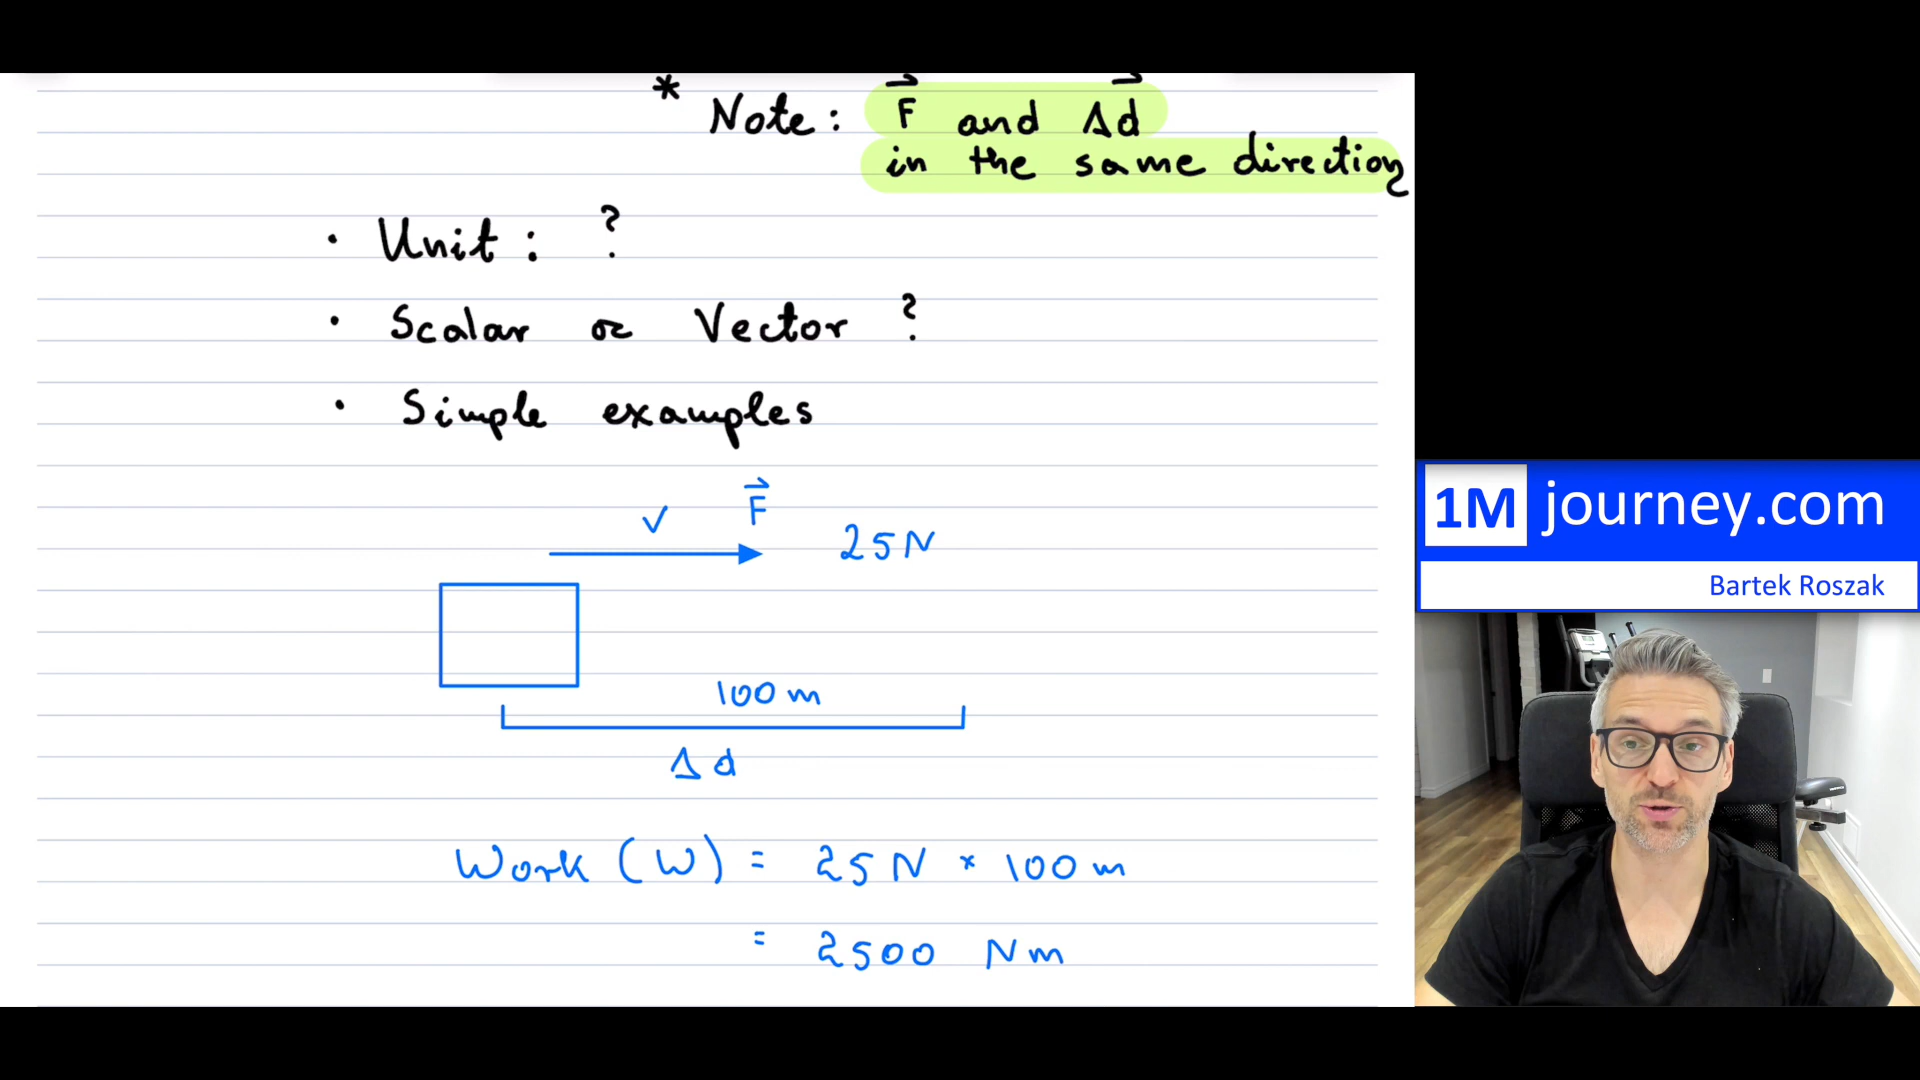 * Note: F and Δd
in the same direction
• Unit: ?
• Scalar or Vector ?
• Simple examples
✓ F 25N
100 m
Δd
Work (W) = 25 N * 100 m
= 2500 Nm
1M journey.com
Bartek Roszak